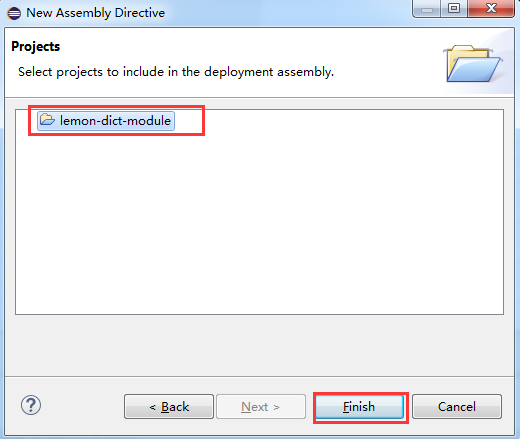 New Assembly Directive
Projects
Select projects to include in the deployment assembly.
lemon-dict-module
?
< Back
Next >
Finish
Cancel